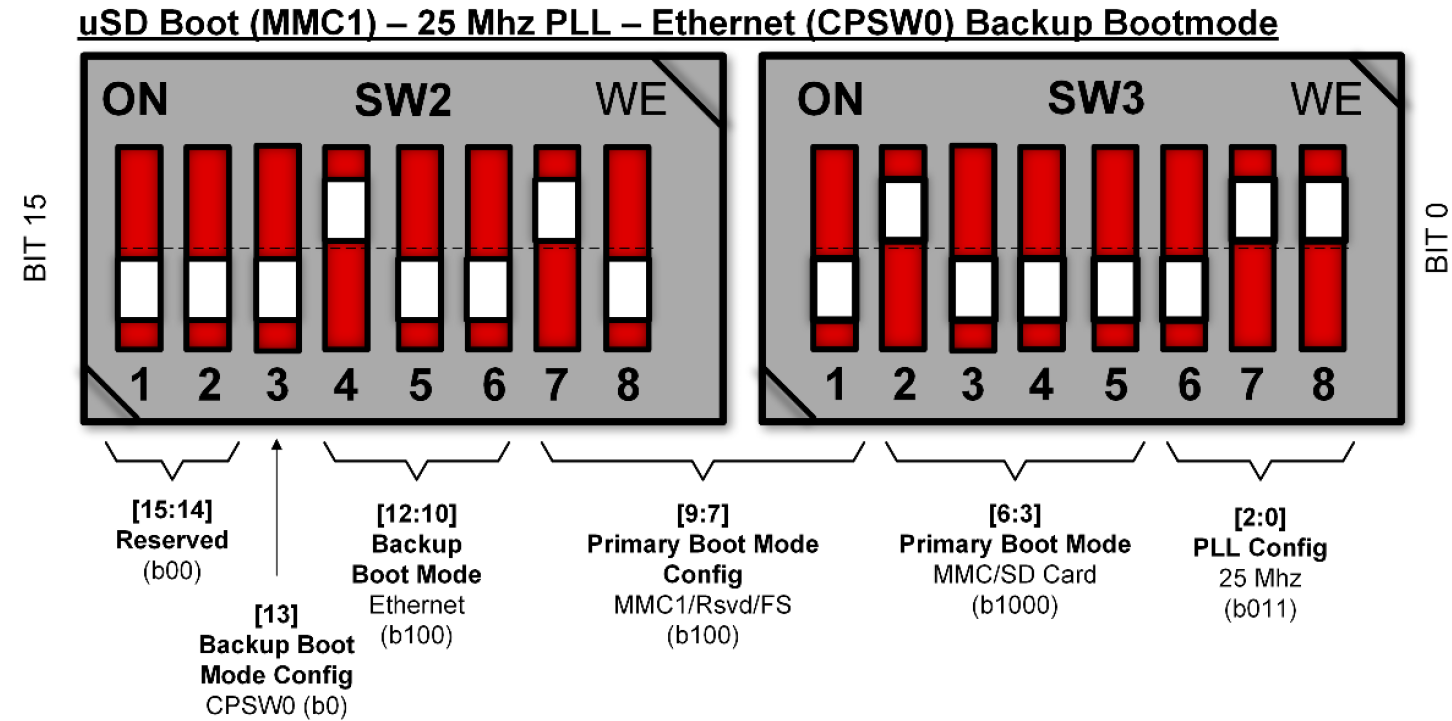 uSD Boot (MMC1) – 25 Mhz PLL – Ethernet (CPSW0) Backup Bootmode
ON SW2 WE
ON SW3 WE
BIT 15
BIT 0
1 2 3 4 5 6 7 8
1 2 3 4 5 6 7 8
[15:14]
Reserved
(b00)
[13]
Backup Boot
Mode Config
CPSW0 (b0)
[12:10]
Backup
Boot Mode
Ethernet
(b100)
[9:7]
Primary Boot Mode
Config
MMC1/Rsvd/FS
(b100)
[6:3]
Primary Boot Mode
MMC/SD Card
(b1000)
[2:0]
PLL Config
25 Mhz
(b011)